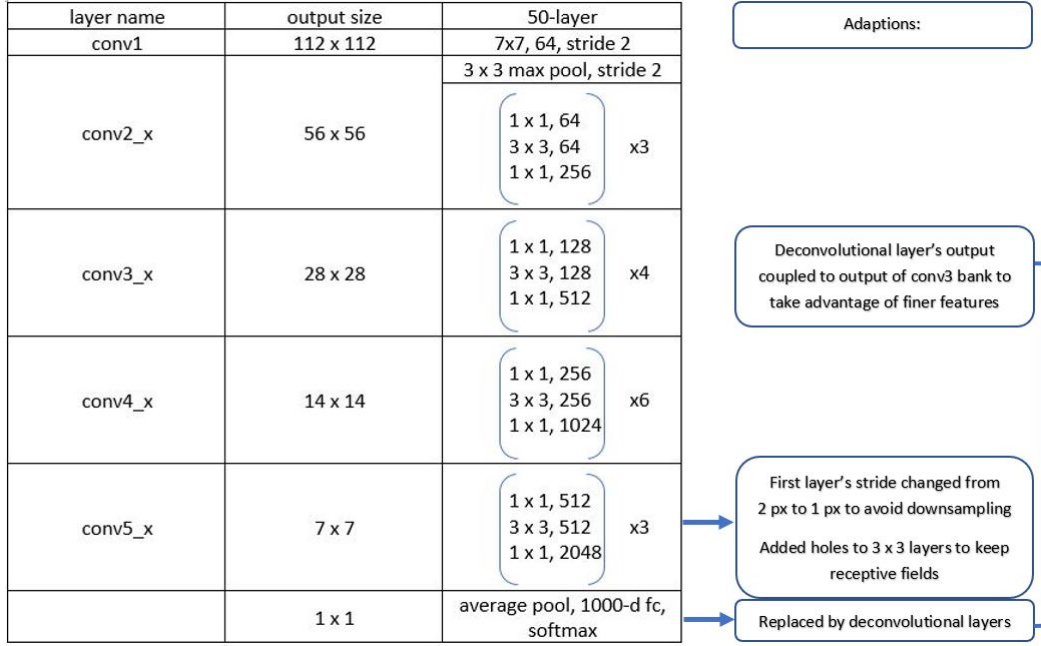 layer name output size 50-layer
conv1 112 x 112 7x7, 64, stride 2
3 x 3 max pool, stride 2
conv2_x 56 x 56
1 x 1, 64
3 x 3, 64 x3
1 x 1, 256
conv3_x 28 x 28
1 x 1, 128
3 x 3, 128 x4
1 x 1, 512
conv4_x 14 x 14
1 x 1, 256
3 x 3, 256 x6
1 x 1, 1024
conv5_x 7 x 7
1 x 1, 512
3 x 3, 512 x3
1 x 1, 2048
1 x 1
average pool, 1000-d fc,
softmax
Adaptions:
Deconvolutional layer's output
coupled to output of conv3 bank to
take advantage of finer features
First layer's stride changed from
2 px to 1 px to avoid downsampling
Added holes to 3 x 3 layers to keep
receptive fields
Replaced by deconvolutional layers